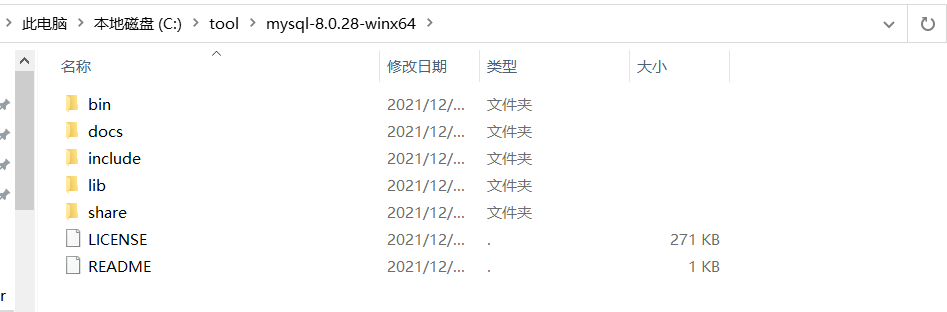 此电脑 > 本地磁盘 (C:) > tool > mysql-8.0.28-winx64 >
名称 修改日期 类型 大小
bin 2021/12/... 文件夹
docs 2021/12/... 文件夹
include 2021/12/... 文件夹
lib 2021/12/... 文件夹
share 2021/12/... 文件夹
LICENSE 2021/12/... . 271 KB
README 2021/12/... . 1 KB
r